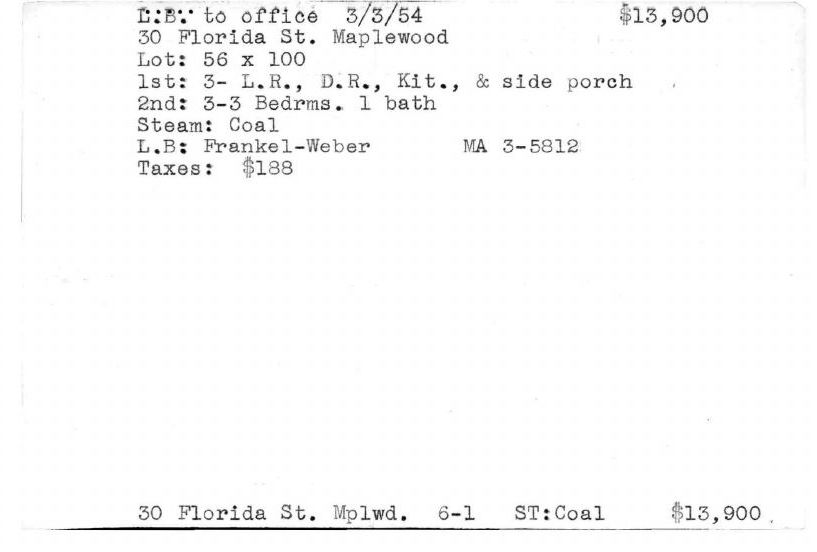 L.B. to office 3/3/54 $13,900
30 Florida St. Maplewood
Lot: 56 x 100
1st: 3- L.R., D.R., Kit., & side porch
2nd: 3-3 Bedrms. 1 bath
Steam: Coal
L.B: Frankel-Weber MA 3-5812
Taxes: $188
30 Florida St. Mplwd. 6-1 ST:Coal $13,900